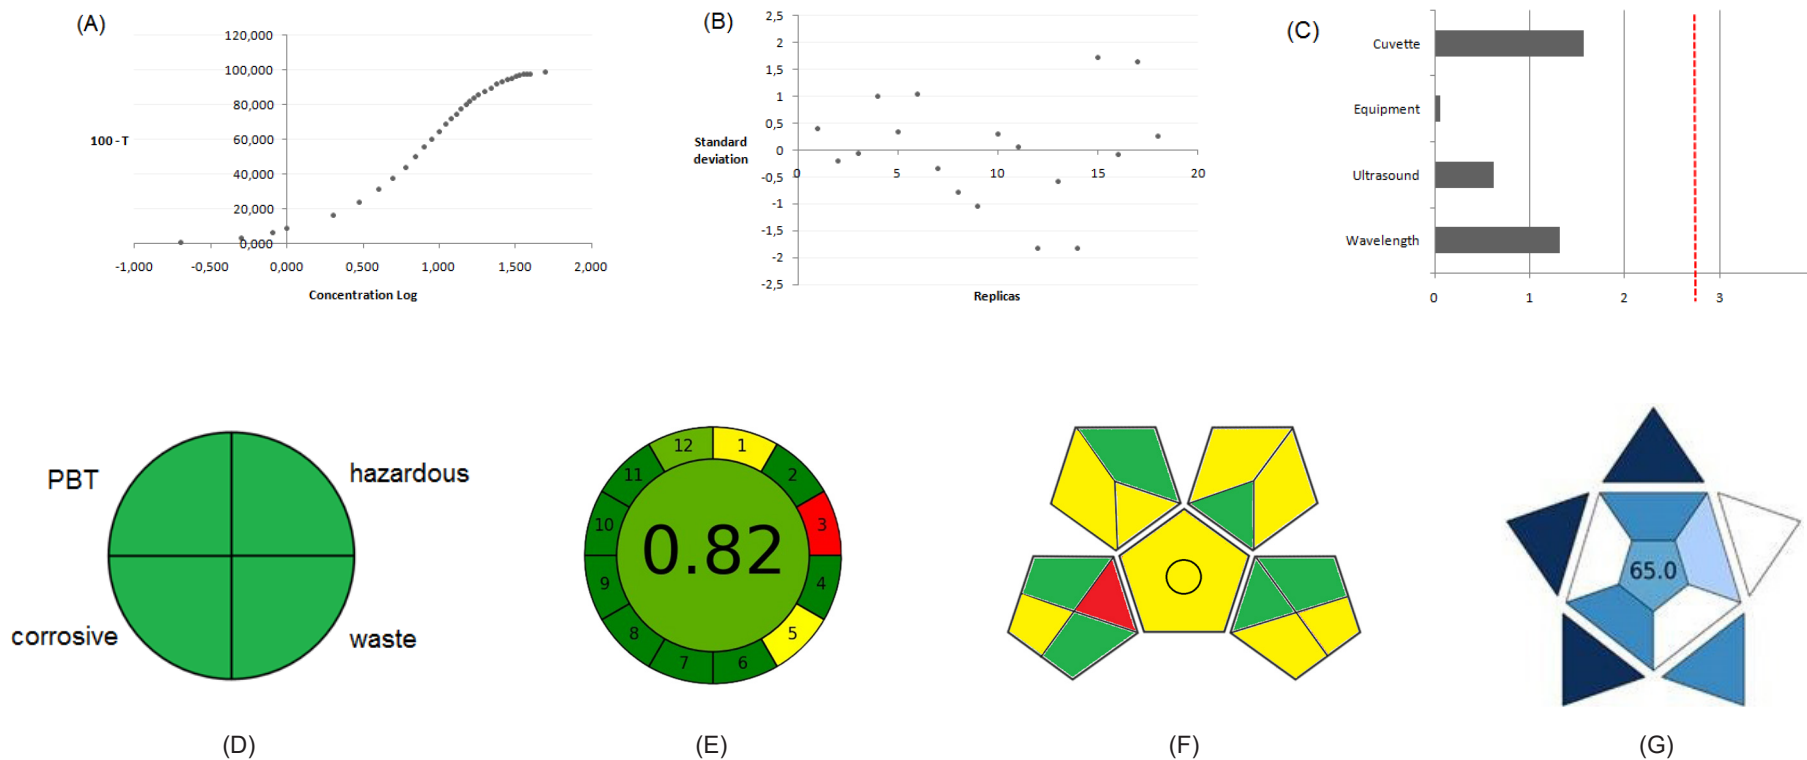 (A)
120,000
100,000
80,000
100 - T
60,000
40,000
20,000
0,000
-1,000 -0,500 0,000 0,500 1,000 1,500 2,000
Concentration Log
(B)
2,5
2
1,5
1
0,5
Standard
deviation
0
-0,5
-1
-1,5
-2
-2,5
0 5 10 15 20
Replicas
(C)
Cuvette
Equipment
Ultrasound
Wavelength
0 1 2 3
PBT
hazardous
corrosive
waste
(D)
12 1
11 2
10 3
0.82
9 4
8 5
7 6
(E)
(F)
65.0
(G)